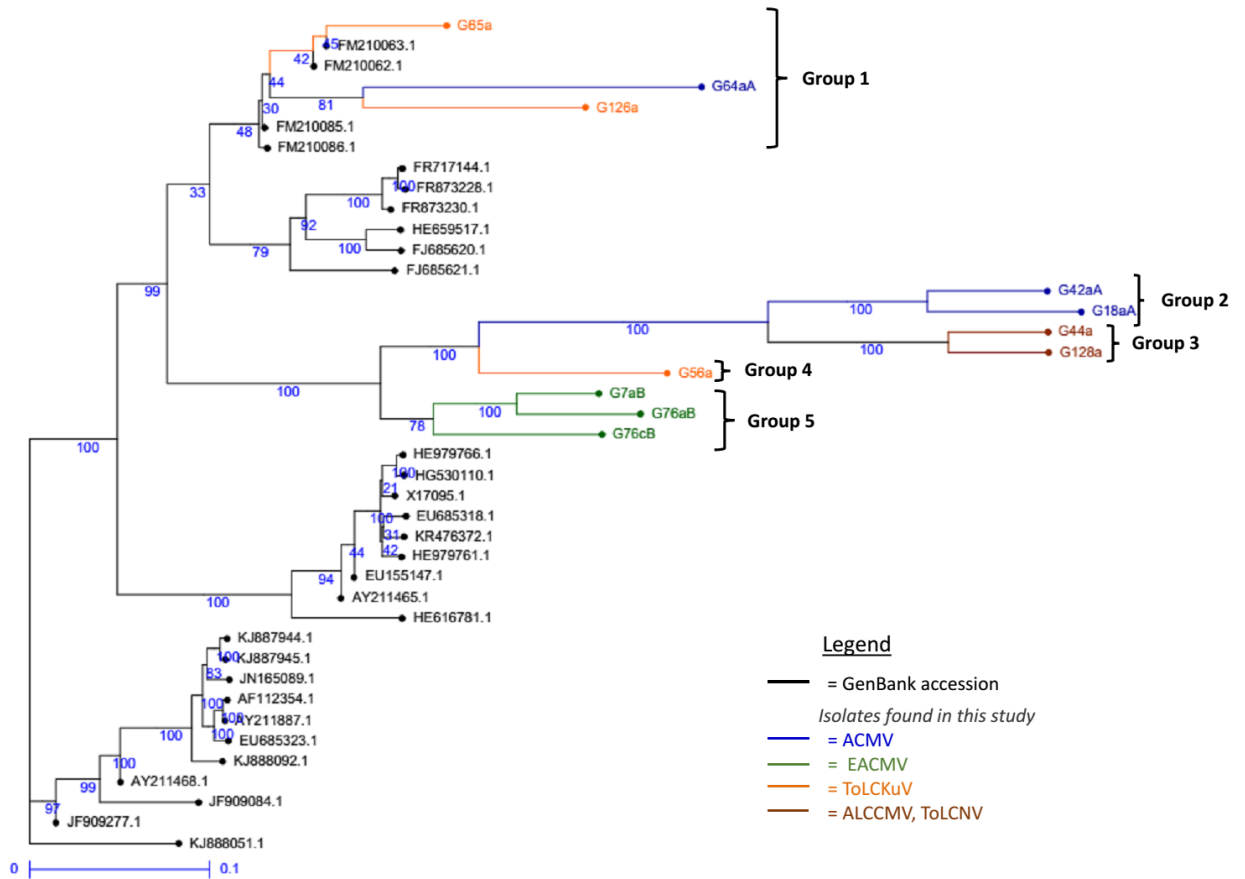 G65a
45
FM210063.1
42
FM210062.1
44
G64aA
Group 1
81
G126a
30
FM210085.1
48
FM210086.1
FR717144.1
33
100
FR873228.1
100
FR873230.1
92
HE659517.1
79
100
FJ685620.1
FJ685621.1
99
G42aA
100
Group 2
G18aA
100
G44a
100
100
G128a
Group 3
G56a
Group 4
100
G7aB
100
G76aB
Group 5
78
G76cB
100
HE979766.1
100
HG530110.1
21
X17095.1
100
EU685318.1
31
KR476372.1
44
42
HE979761.1
94
EU155147.1
100
AY211465.1
HE616781.1
KJ887944.1
100
KJ887945.1
83
JN165089.1
100
AF112354.1
100
AY211887.1
100
100
EU685323.1
KJ888092.1
100
AY211468.1
99
JF909084.1
97
JF909277.1
KJ888051.1
0
0.1
Legend
= GenBank accession
Isolates found in this study
= ACMV
= EACMV
= ToLCKuV
= ALCCMV, ToLCNV